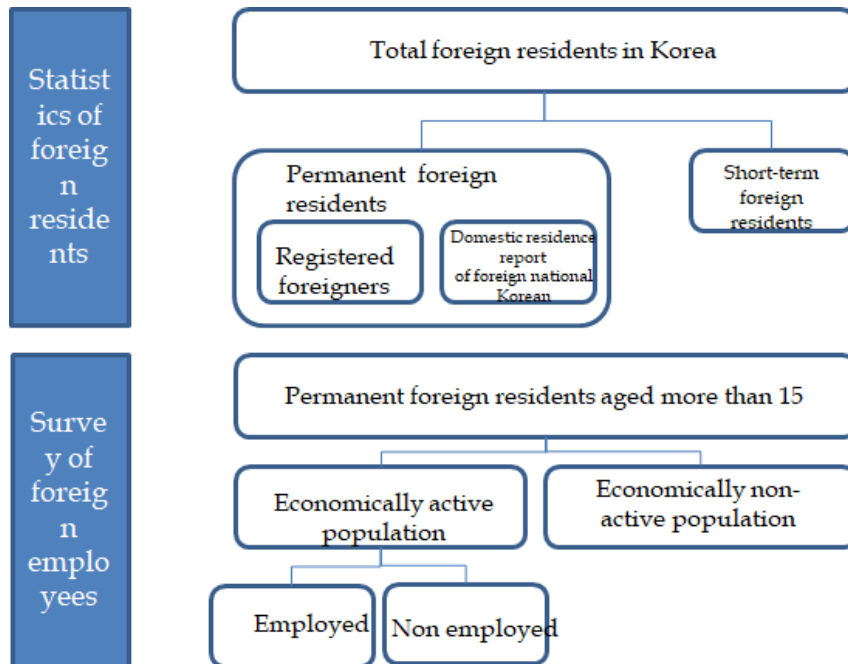 Statist
ics of
foreig
n
reside
nts
Total foreign residents in Korea
Permanent foreign
residents
Registered
foreigners
Domestic residence
report
of foreign national
Korean
Short-term
foreign
residents
Surve
y of
foreig
n
emplo
yees
Permanent foreign residents aged more than 15
Economically active
population
Economically non-
active population
Employed
Non employed